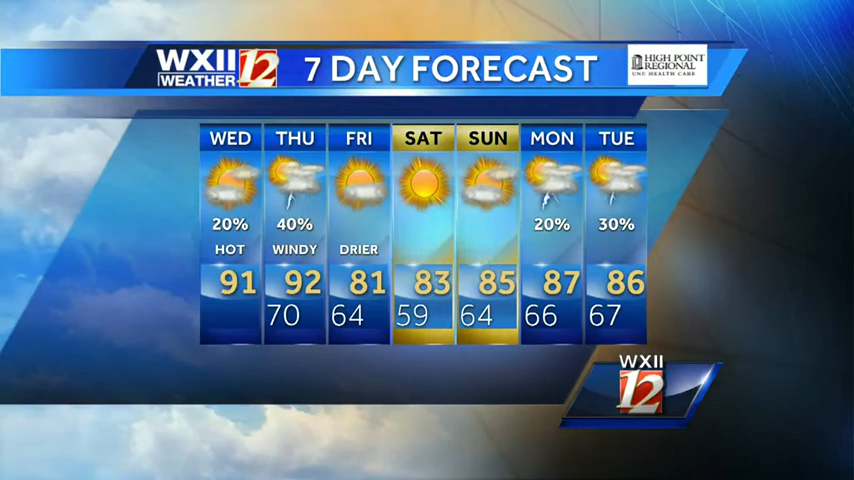 WXII 12
WEATHER
7 DAY FORECAST
HIGH POINT
REGIONAL
UNC HEALTH CARE
WED THU FRI SAT SUN MON TUE
20% 40% 20% 30%
HOT WINDY DRIER
91 92 81 83 85 87 86
70 64 59 64 66 67
WXII
12